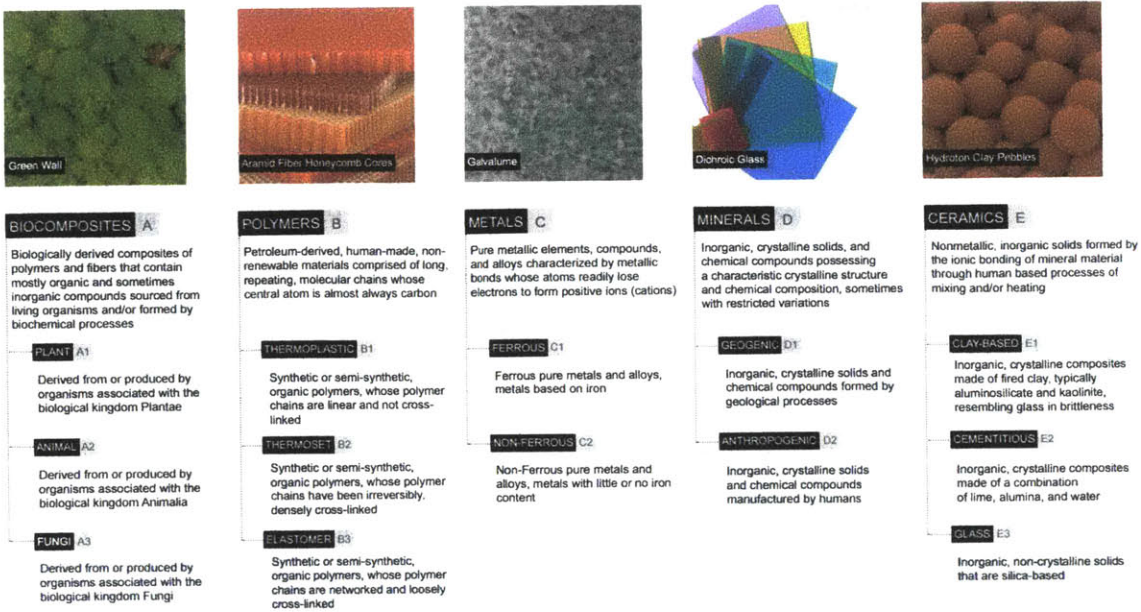 Green Wall
Aramid Fiber Honeycomb Cores
Galvalume
Dichroic Glass
Hydroton Clay Pebbles
BIOCOMPOSITES A
Biologically derived composites of
polymers and fibers that contain
mostly organic and sometimes
inorganic compounds sourced from
living organisms and/or formed by
biochemical processes
PLANT A1
Derived from or produced by
organisms associated with the
biological kingdom Plantae
ANIMAL A2
Derived from or produced by
organisms associated with the
biological kingdom Animalia
FUNGI A3
Derived from or produced by
organisms associated with the
biological kingdom Fungi
POLYMERS B
Petroleum-derived, human-made, non-
renewable materials comprised of long,
repeating, molecular chains whose
central atom is almost always carbon
THERMOPLASTIC B1
Synthetic or semi-synthetic,
organic polymers, whose polymer
chains are linear and not cross-
linked
THERMOSET B2
Synthetic or semi-synthetic,
organic polymers, whose polymer
chains have been irreversibly,
densely cross-linked
ELASTOMER B3
Synthetic or semi-synthetic,
organic polymers, whose polymer
chains are networked and loosely
cross-linked
METALS C
Pure metallic elements, compounds,
and alloys characterized by metallic
bonds whose atoms readily lose
electrons to form positive ions (cations)
FERROUS C1
Ferrous pure metals and alloys,
metals based on iron
NON-FERROUS C2
Non-Ferrous pure metals and
alloys, metals with little or no iron
content
MINERALS D
Inorganic, crystalline solids, and
chemical compounds possessing
a characteristic crystalline structure
and chemical composition, sometimes
with restricted variations
GEOGENIC D1
Inorganic, crystalline solids and
chemical compounds formed by
geological processes
ANTHROPOGENIC D2
Inorganic, crystalline solids
and chemical compounds
manufactured by humans
CERAMICS E
Nonmetallic, inorganic solids formed by
the ionic bonding of mineral material
through human based processes of
mixing and/or heating
CLAY-BASED E1
Inorganic, crystalline composites
made of fired clay, typically
aluminosilicate and kaolinite,
resembling glass in brittleness
CEMENTITIOUS E2
Inorganic, crystalline composites
made of a combination
of lime, alumina, and water
GLASS E3
Inorganic, non-crystalline solids
that are silica-based